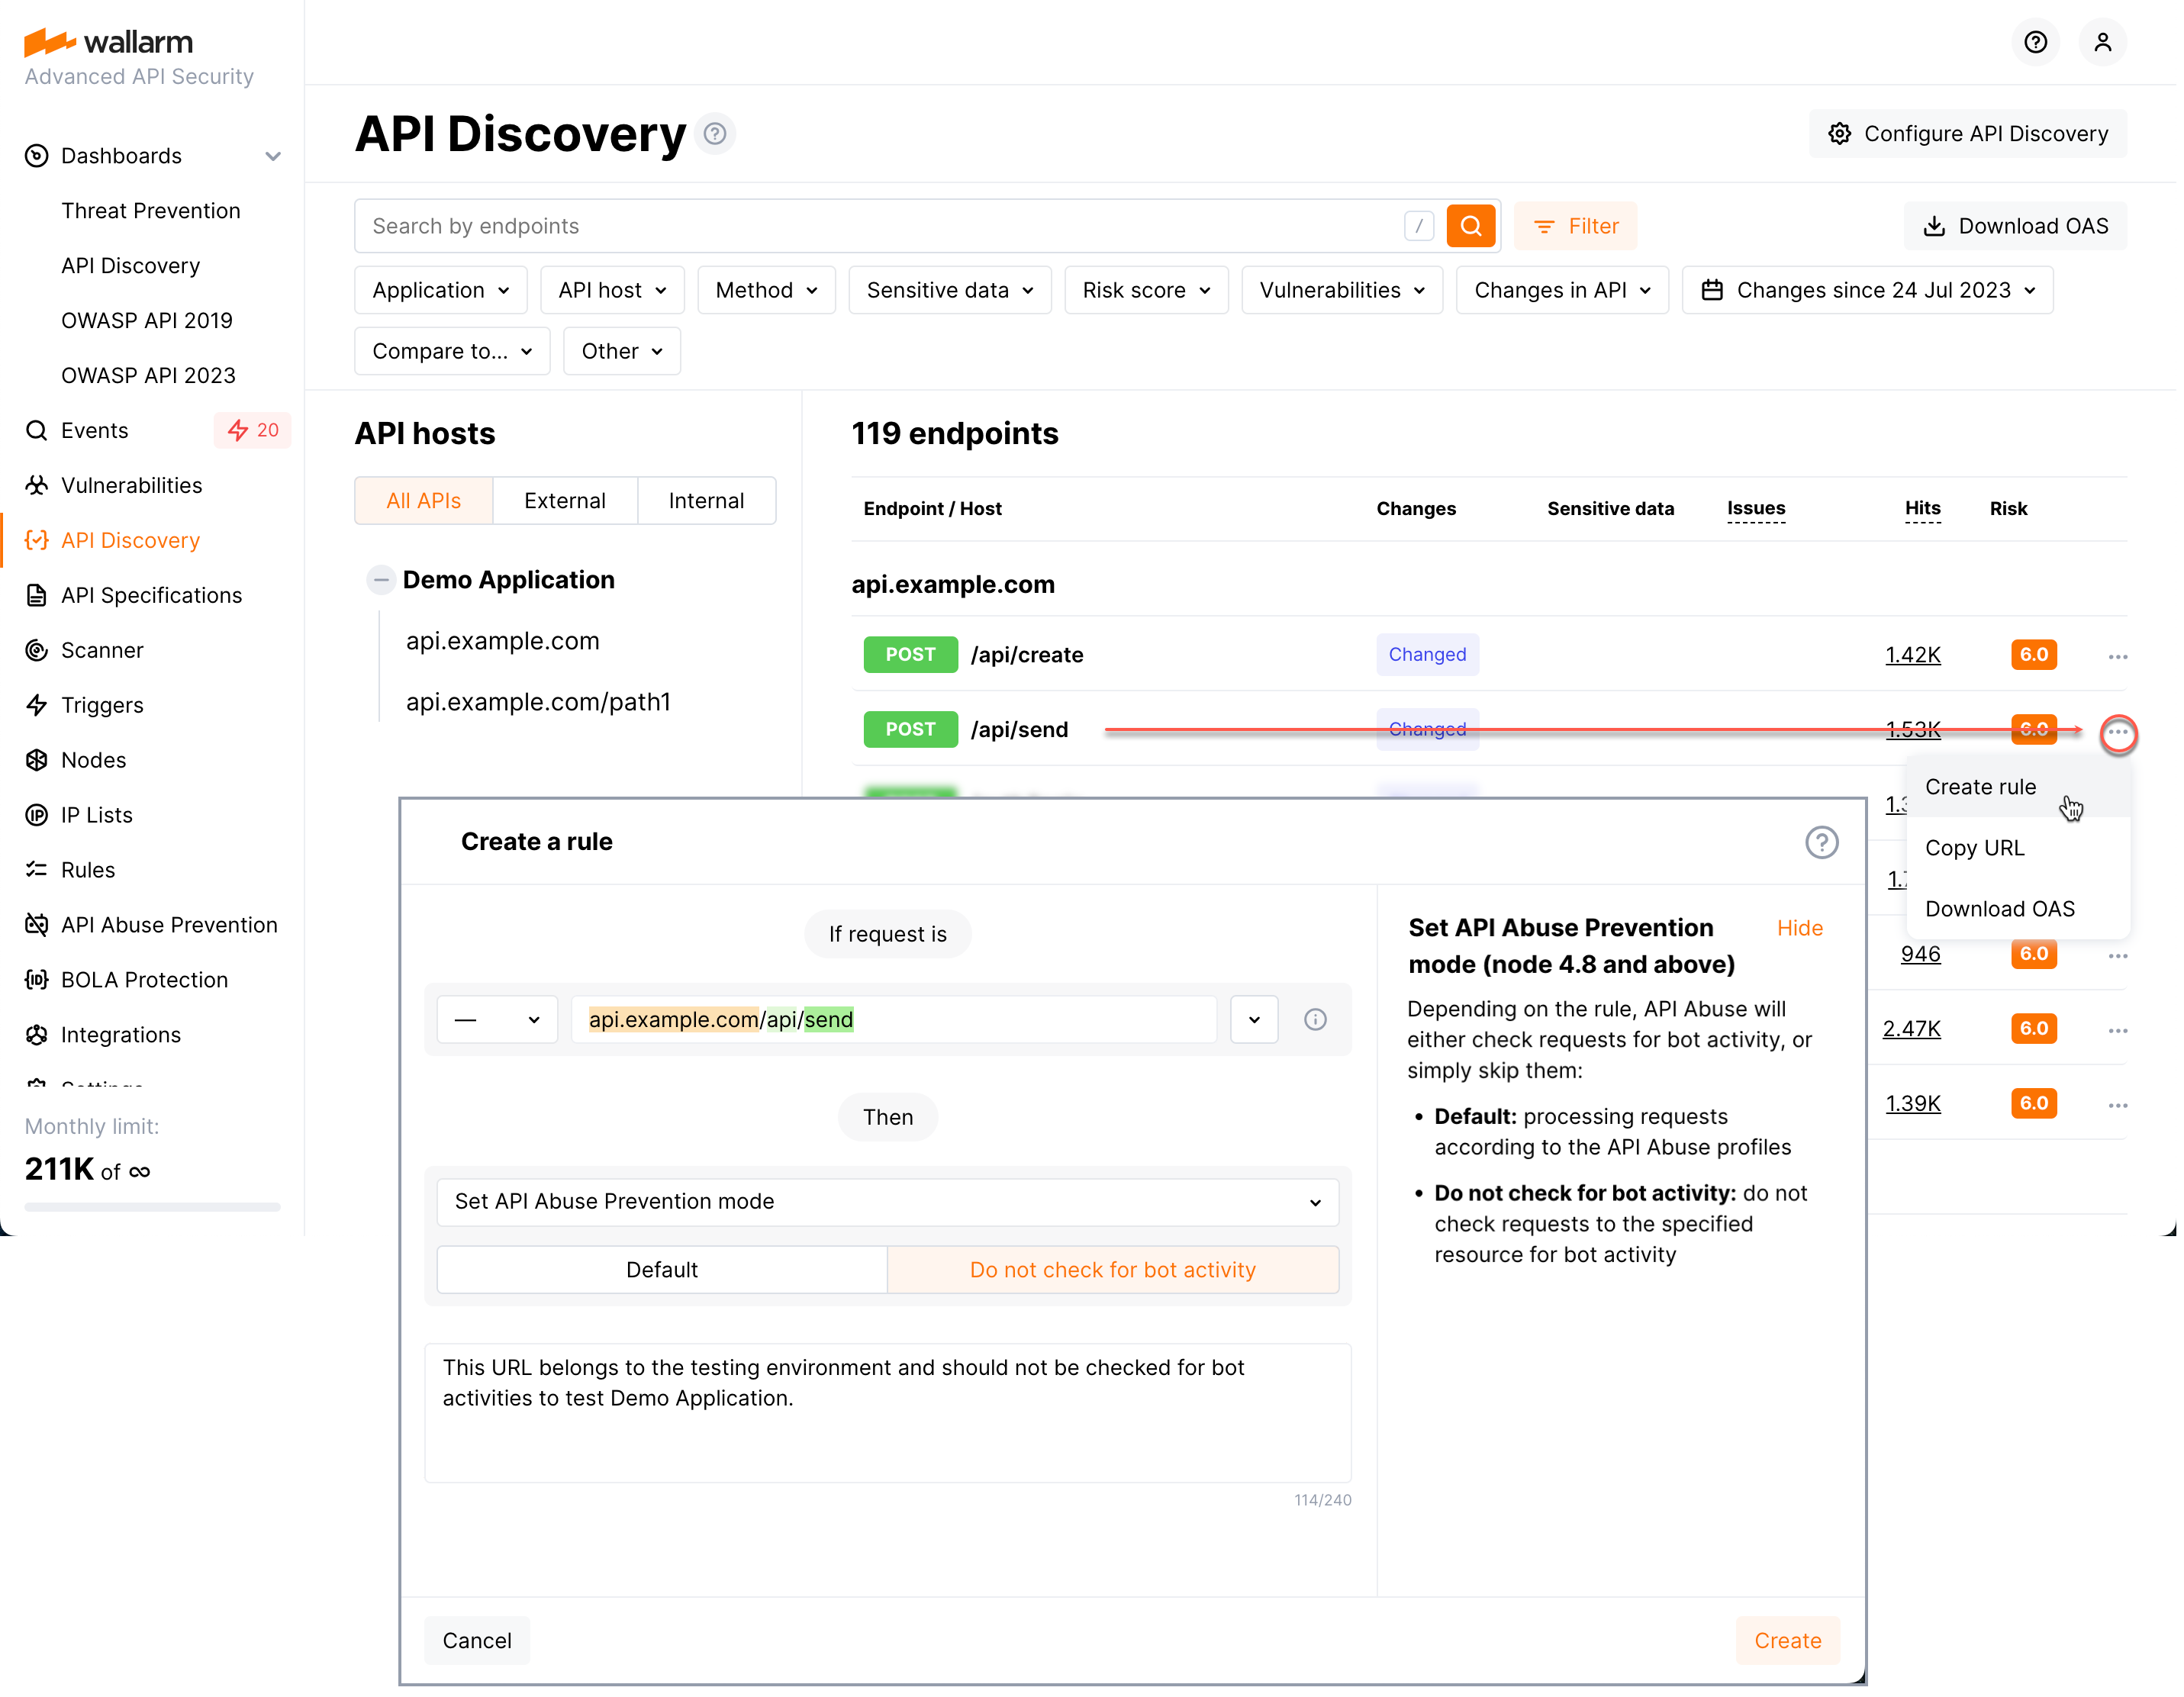 wallarm
Advanced API Security
Dashboards
Threat Prevention
API Discovery
OWASP API 2019
OWASP API 2023
Events
20
Vulnerabilities
API Discovery
API Specifications
Scanner
Triggers
Nodes
IP Lists
Rules
API Abuse Prevention
BOLA Protection
Integrations
Monthly limit:
211K of ∞
API Discovery
Configure API Discovery
Search by endpoints /
Filter
Download OAS
Application
API host
Method
Sensitive data
Risk score
Vulnerabilities
Changes in API
Changes since 24 Jul 2023
Compare to...
Other
API hosts
All APIs
External
Internal
Demo Application
api.example.com
api.example.com/path1
119 endpoints
Endpoint / Host Changes Sensitive data Issues Hits Risk
api.example.com
POST /api/create Changed 1.42K 6.0
POST /api/send Changed 1.53K 6.0
Create rule
Copy URL
Download OAS
946 6.0
2.47K 6.0
1.39K 6.0
Create a rule
If request is
api.example.com/api/send
Then
Set API Abuse Prevention mode
Default
Do not check for bot activity
This URL belongs to the testing environment and should not be checked for bot
activities to test Demo Application.
114/240
Set API Abuse Prevention
mode (node 4.8 and above)
Hide
Depending on the rule, API Abuse will
either check requests for bot activity, or
simply skip them:
• Default: processing requests
according to the API Abuse profiles
• Do not check for bot activity: do not
check requests to the specified
resource for bot activity
Cancel
Create